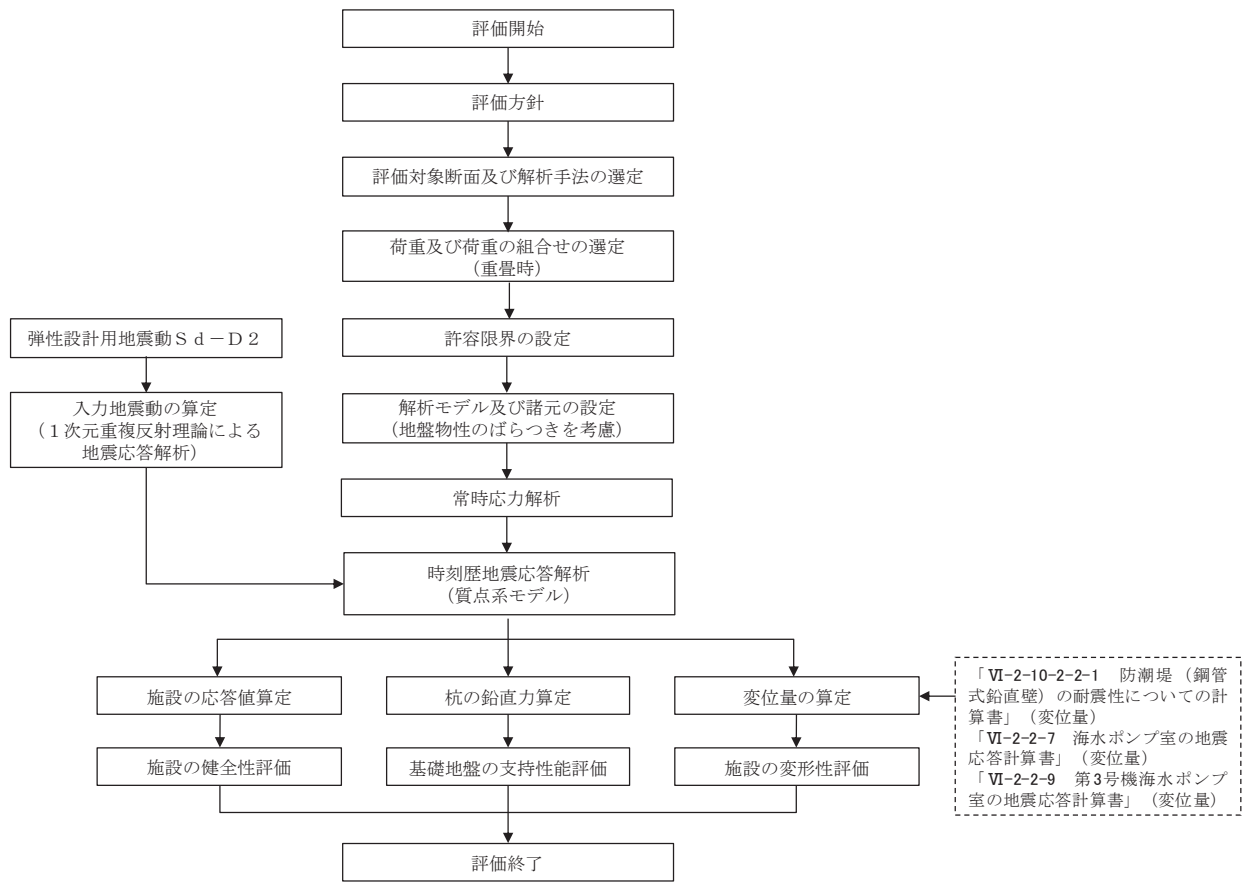 評価開始
評価方針
評価対象断面及び解析手法の選定
荷重及び荷重の組合せの選定
（重畳時）
許容限界の設定
弾性設計用地震動Ｓｄ－Ｄ２
入力地震動の算定
（１次元重複反射理論による
地震応答解析）
解析モデル及び諸元の設定
（地盤物性のばらつきを考慮）
常時応力解析
時刻歴地震応答解析
（質点系モデル）
施設の応答値算定
杭の鉛直力算定
変位量の算定
「Ⅵ-2-10-2-2-1　防潮堤（鋼管
式鉛直壁）の耐震性についての計
算書」（変位量）
「Ⅵ-2-2-7　海水ポンプ室の地震
応答計算書」（変位量）
「Ⅵ-2-2-9　第3号機海水ポンプ
室の地震応答計算書」（変位量）
施設の健全性評価
基礎地盤の支持性能評価
施設の変形性評価
評価終了